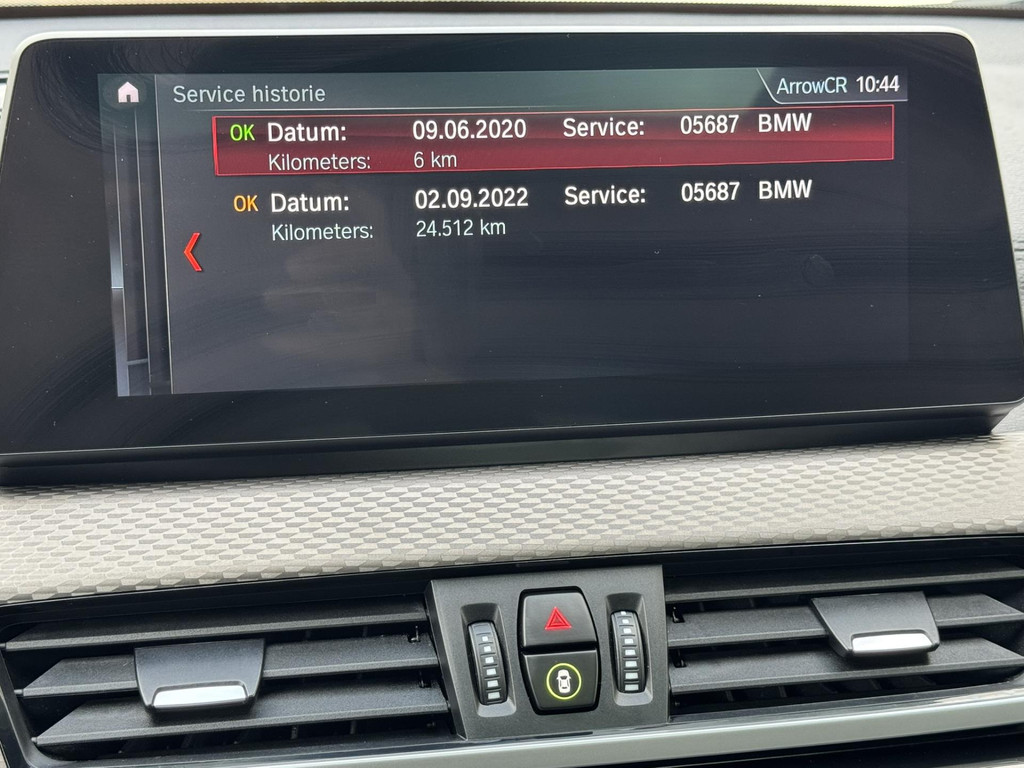 Service historie
ArrowCR 10:44
OK Datum: 09.06.2020 Service: 05687 BMW
Kilometers: 6 km
OK Datum: 02.09.2022 Service: 05687 BMW
Kilometers: 24.512 km